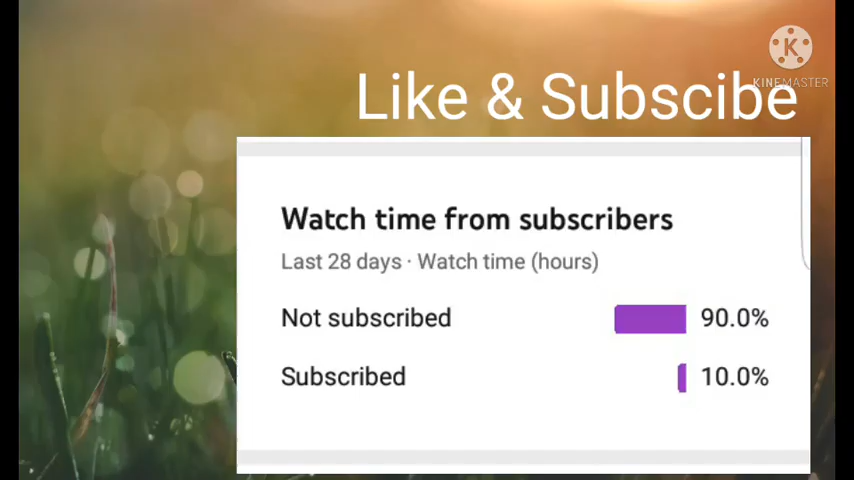 K
KINEMASTER
Like & Subscibe
Watch time from subscribers
Last 28 days · Watch time (hours)
Not subscribed 90.0%
Subscribed 10.0%